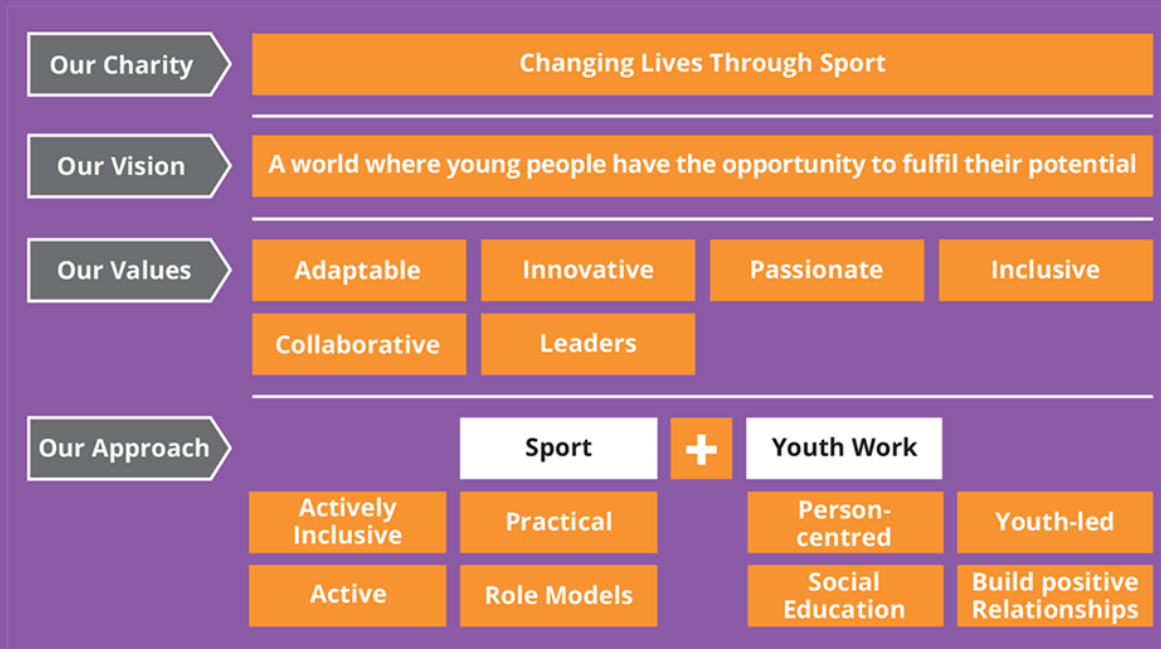 Our Charity
Changing Lives Through Sport
Our Vision
A world where young people have the opportunity to fulfil their potential
Our Values
Adaptable
Innovative
Passionate
Inclusive
Collaborative
Leaders
Our Approach
Sport
+
Youth Work
Actively
Inclusive
Practical
Person-
centred
Youth-led
Active
Role Models
Social
Education
Build positive
Relationships